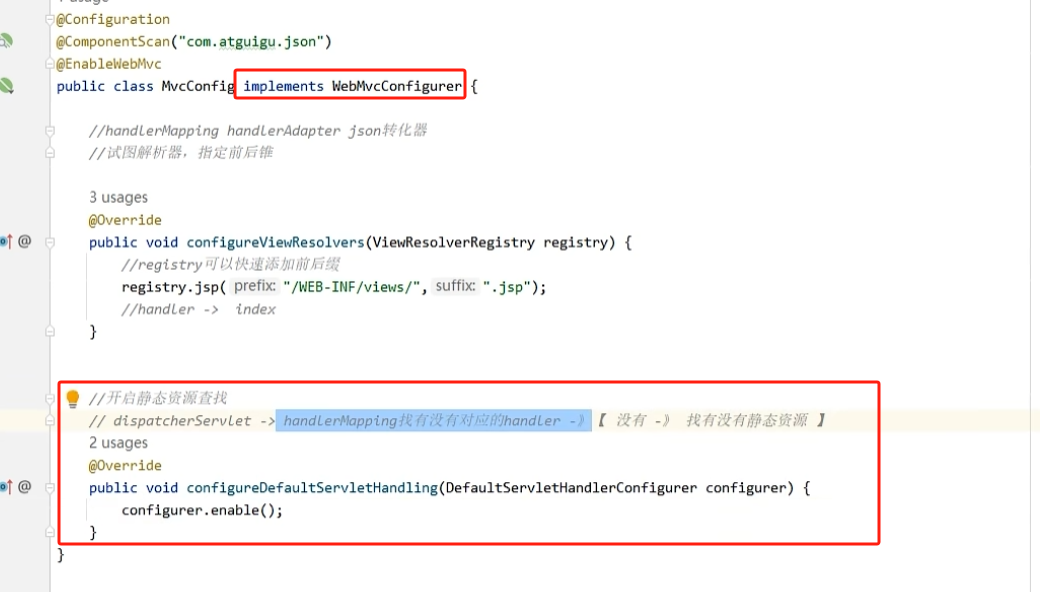 @Configuration
@ComponentScan("com.atguigu.json")
@EnableWebMvc
public class MvcConfig implements WebMvcConfigurer {
//handlerMapping handlerAdapter json转化器
//试图解析器，指定前后锥
3 usages
@Override
public void configureViewResolvers(ViewResolverRegistry registry) {
//registry可以快速添加前后缀
registry.jsp( prefix: "/WEB-INF/views/", suffix: ".jsp");
//handler -> index
}
//开启静态资源查找
// dispatcherServlet -> handlerMapping找有没有对应的handler -》【 没有 -》 找有没有静态资源 】
2 usages
@Override
public void configureDefaultServletHandling(DefaultServletHandlerConfigurer configurer) {
configurer.enable();
}
}